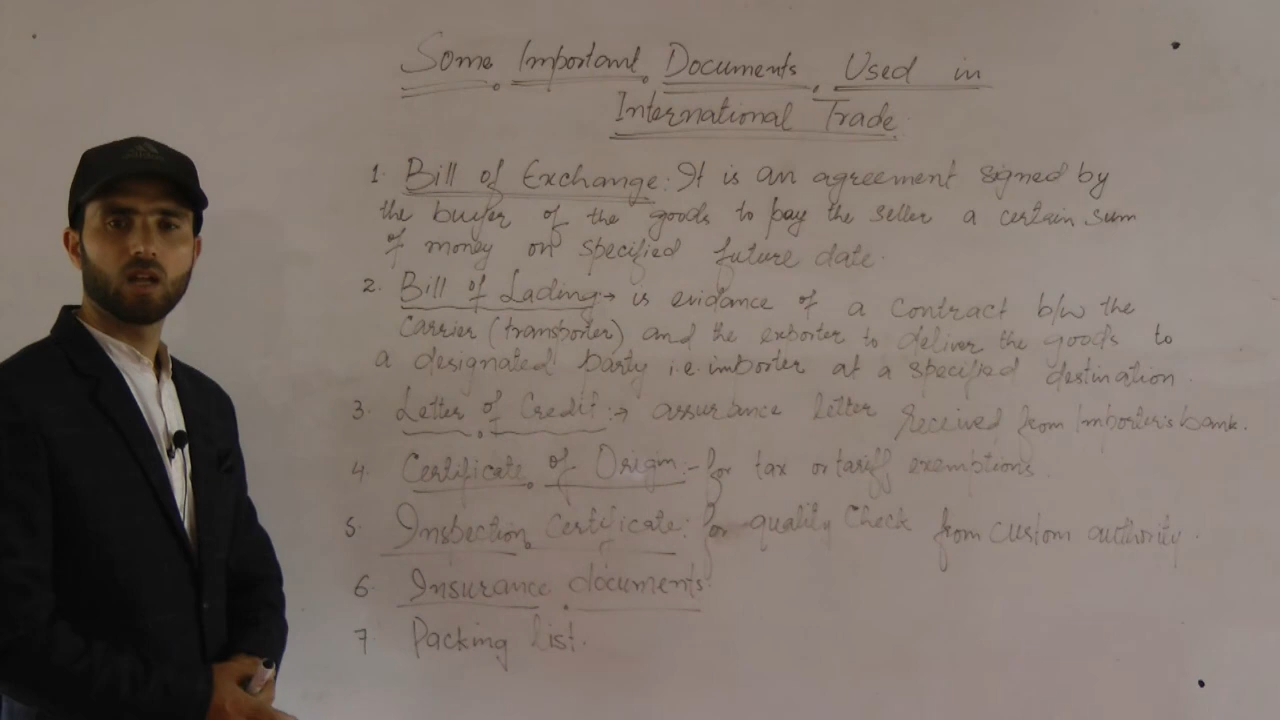 Some Important Documents Used in
International Trade.
1. Bill of Exchange: It is an agreement signed by
the buyer of the goods to pay the seller a certain sum
of money on specified future date.
2. Bill of Lading:→ is evidance of a contract b/w the
carrier (transporter) and the exporter to deliver the goods to
a designated party i.e. importer at a specified destination.
3. Letter of Credit:→ assurance letter received from Importer's bank.
4. Certificate of Origin:- for tax or tariff exemptions.
5. Inspection Certificate: for quality check from custom authority.
6. Insurance documents:
7 Packing list.